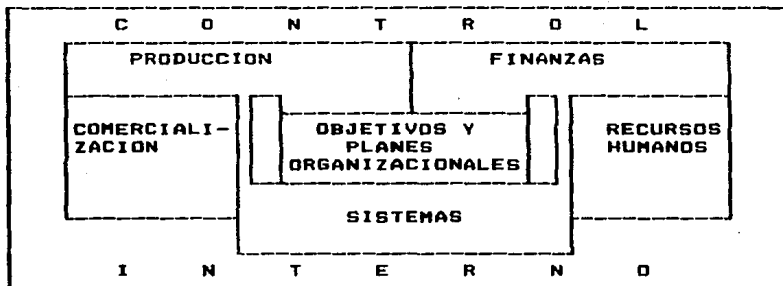 C O N T R O L
PRODUCCION FINANZAS
COMERCIALI- OBJETIVOS Y RECURSOS
ZACION PLANES HUMANOS
ORGANIZACIONALES
SISTEMAS
I N T E R N O